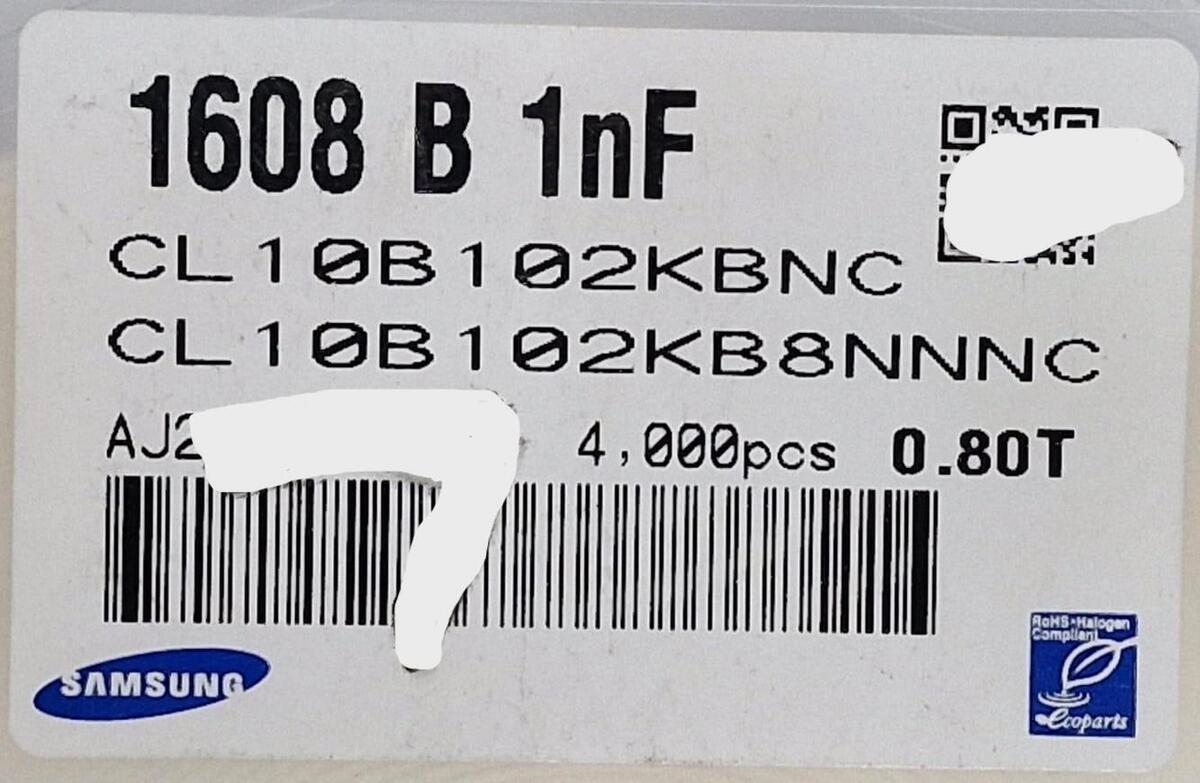 1608 B 1nF
CL10B102KBNC
CL10B102KB8NNNC
4,000pcs 0.80T
SAMSUNG
RoHS·Halogen
Compliant
ecoparts